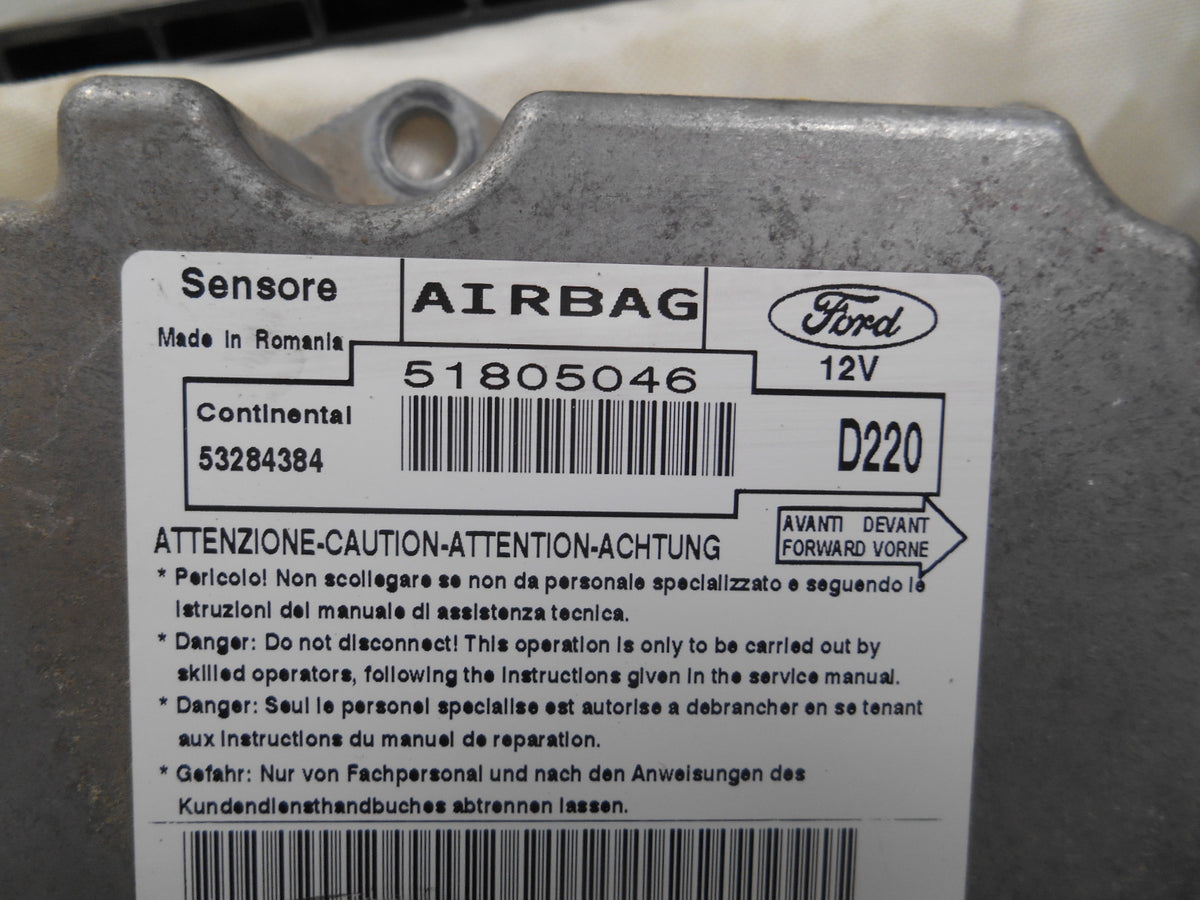 Sensore
AIRBAG
Ford
Made in Romania
12V
51805046
Continental
53284384
D220
ATTENZIONE-CAUTION-ATTENTION-ACHTUNG
AVANTI DEVANT
FORWARD VORNE
* Pericolo! Non scollegare se non da personale specializzato e seguendo le
istruzioni del manuale di assistenza tecnica.
* Danger: Do not disconnect! This operation is only to be carried out by
skilled operators, following the instructions given in the service manual.
* Danger: Seul le personel specialise est autorise a debrancher en se tenant
aux instructions du manuel de reparation.
* Gefahr: Nur von Fachpersonal und nach den Anweisungen des
Kundendiensthandbuches abtrennen lassen.